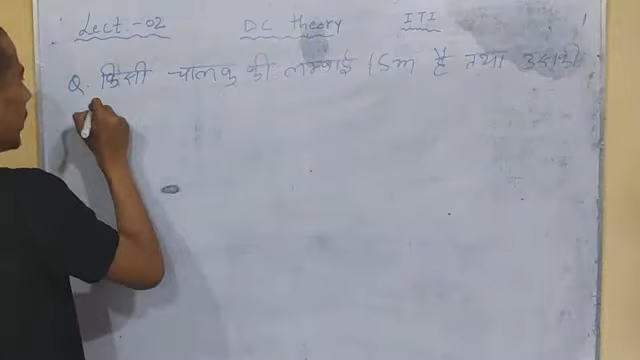 Lect.-02 DC theory ITI
Q. किसी चालक की लम्बाई 15m है तथा उसकी